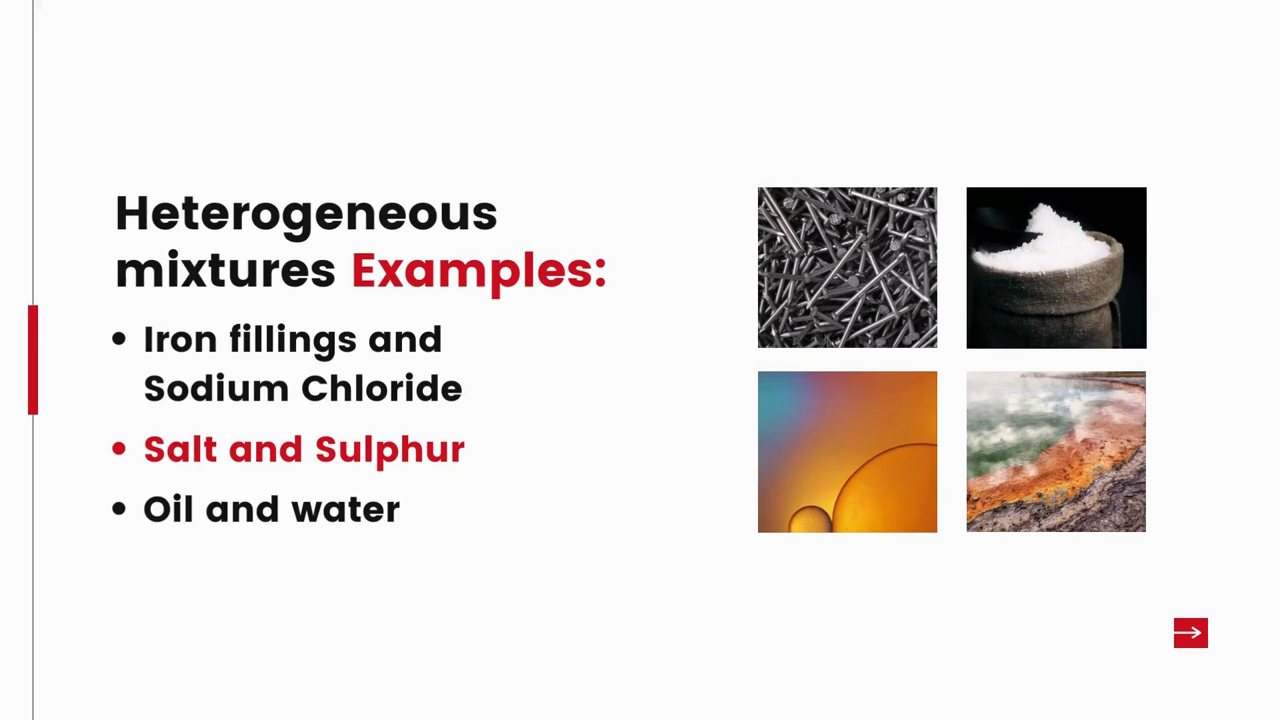 Heterogeneous
mixtures Examples:
• Iron fillings and
Sodium Chloride
• Salt and Sulphur
• Oil and water